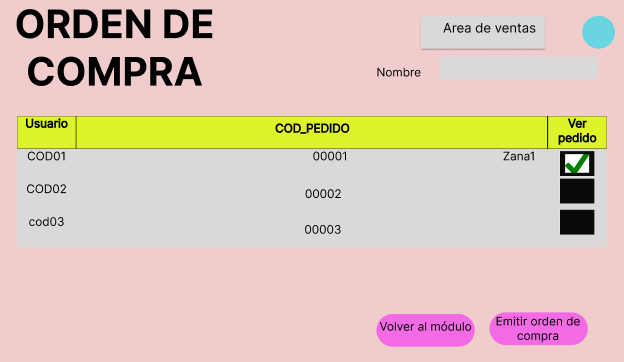 ORDEN DE
COMPRA
Area de ventas
Nombre
Usuario COD_PEDIDO Ver
pedido
COD01 00001 Zana1
COD02 00002
cod03 00003
Volver al módulo
Emitir orden de
compra